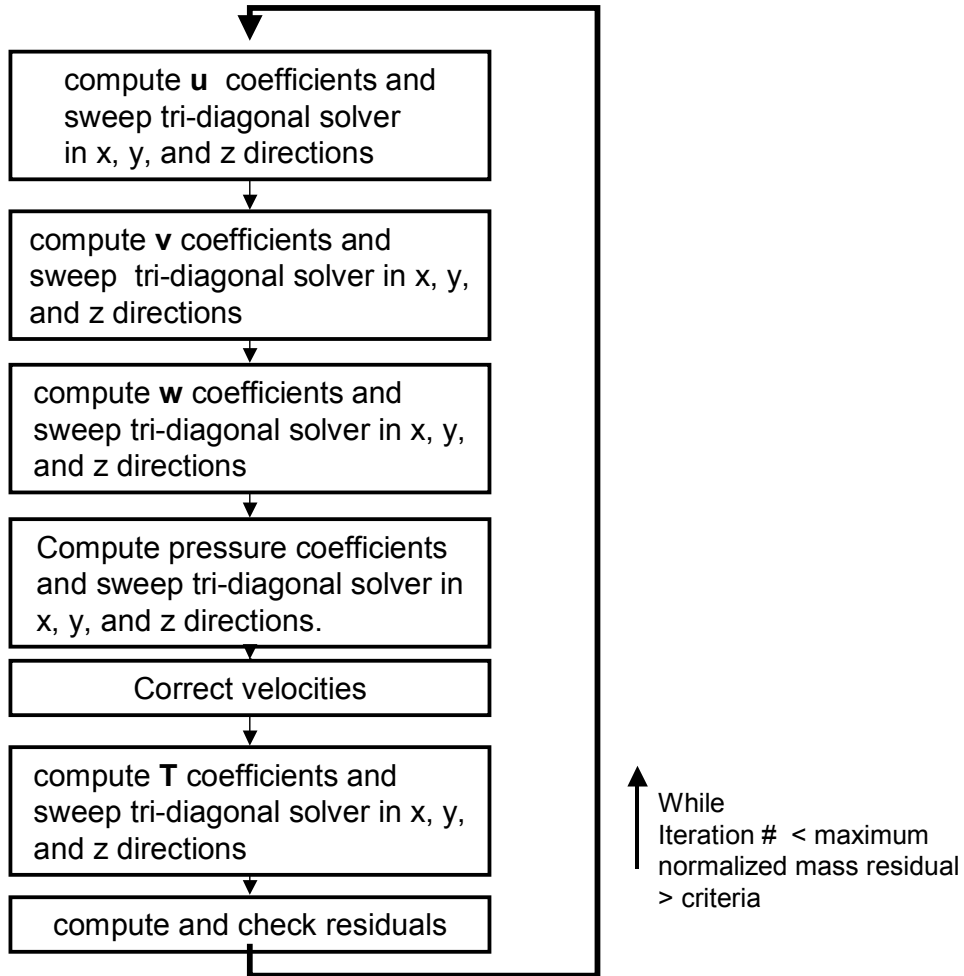 compute u coefficients and
sweep tri-diagonal solver
in x, y, and z directions
compute v coefficients and
sweep tri-diagonal solver in x, y,
and z directions
compute w coefficients and
sweep tri-diagonal solver in x, y,
and z directions
Compute pressure coefficients
and sweep tri-diagonal solver in
x, y, and z directions.
Correct velocities
compute T coefficients and
sweep tri-diagonal solver in x, y,
and z directions
compute and check residuals
While
Iteration # < maximum
normalized mass residual
> criteria